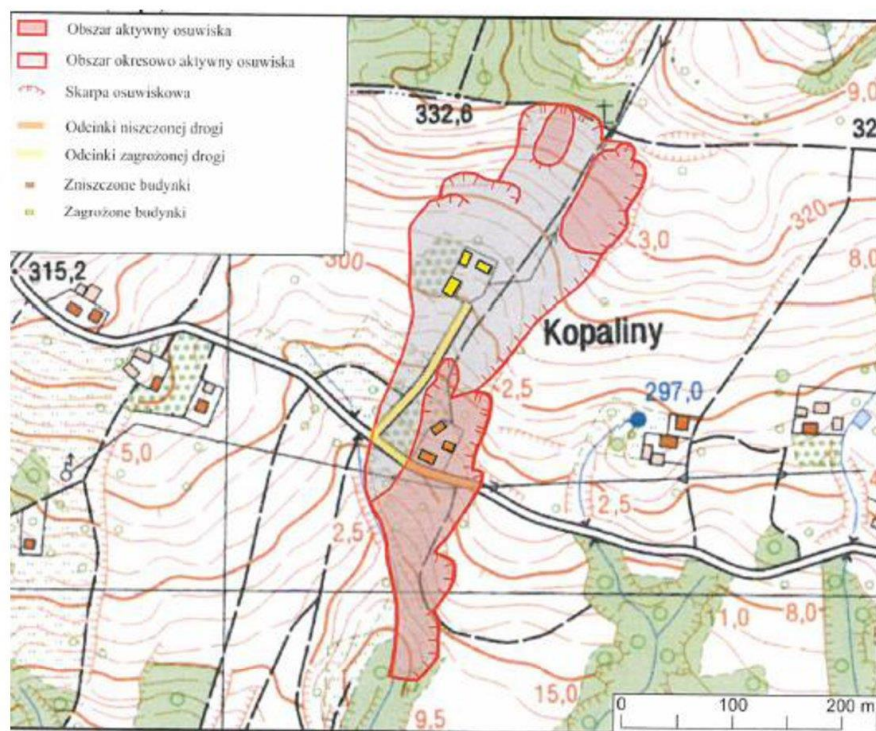 Obszar aktywny osuwiska
Obszar okresowo aktywny osuwiska
Skarpa osuwiskowa
Odcinki niszczonej drogi
Odcinki zagrożonej drogi
Zniszczone budynki
Zagrożone budynki
332,6
9,0
32
320
3,0
8,0
300
315,2
Kopaliny
2,5
297,0
5,0
4
2,5
2,5
11,0
8,0
15,0
9,5
0 100 200 m